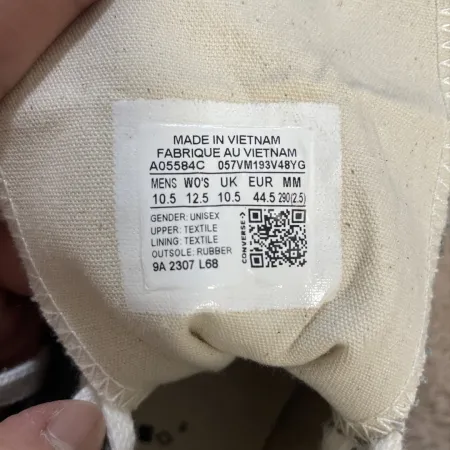 MADE IN VIETNAM
FABRIQUE AU VIETNAM
A05584C 057VM193V48YG
MENS WO'S UK EUR MM
10.5 12.5 10.5 44.5 290(2.5)
GENDER: UNISEX
UPPER: TEXTILE
LINING: TEXTILE
OUTSOLE: RUBBER
9A 2307 L68
CONVERSE